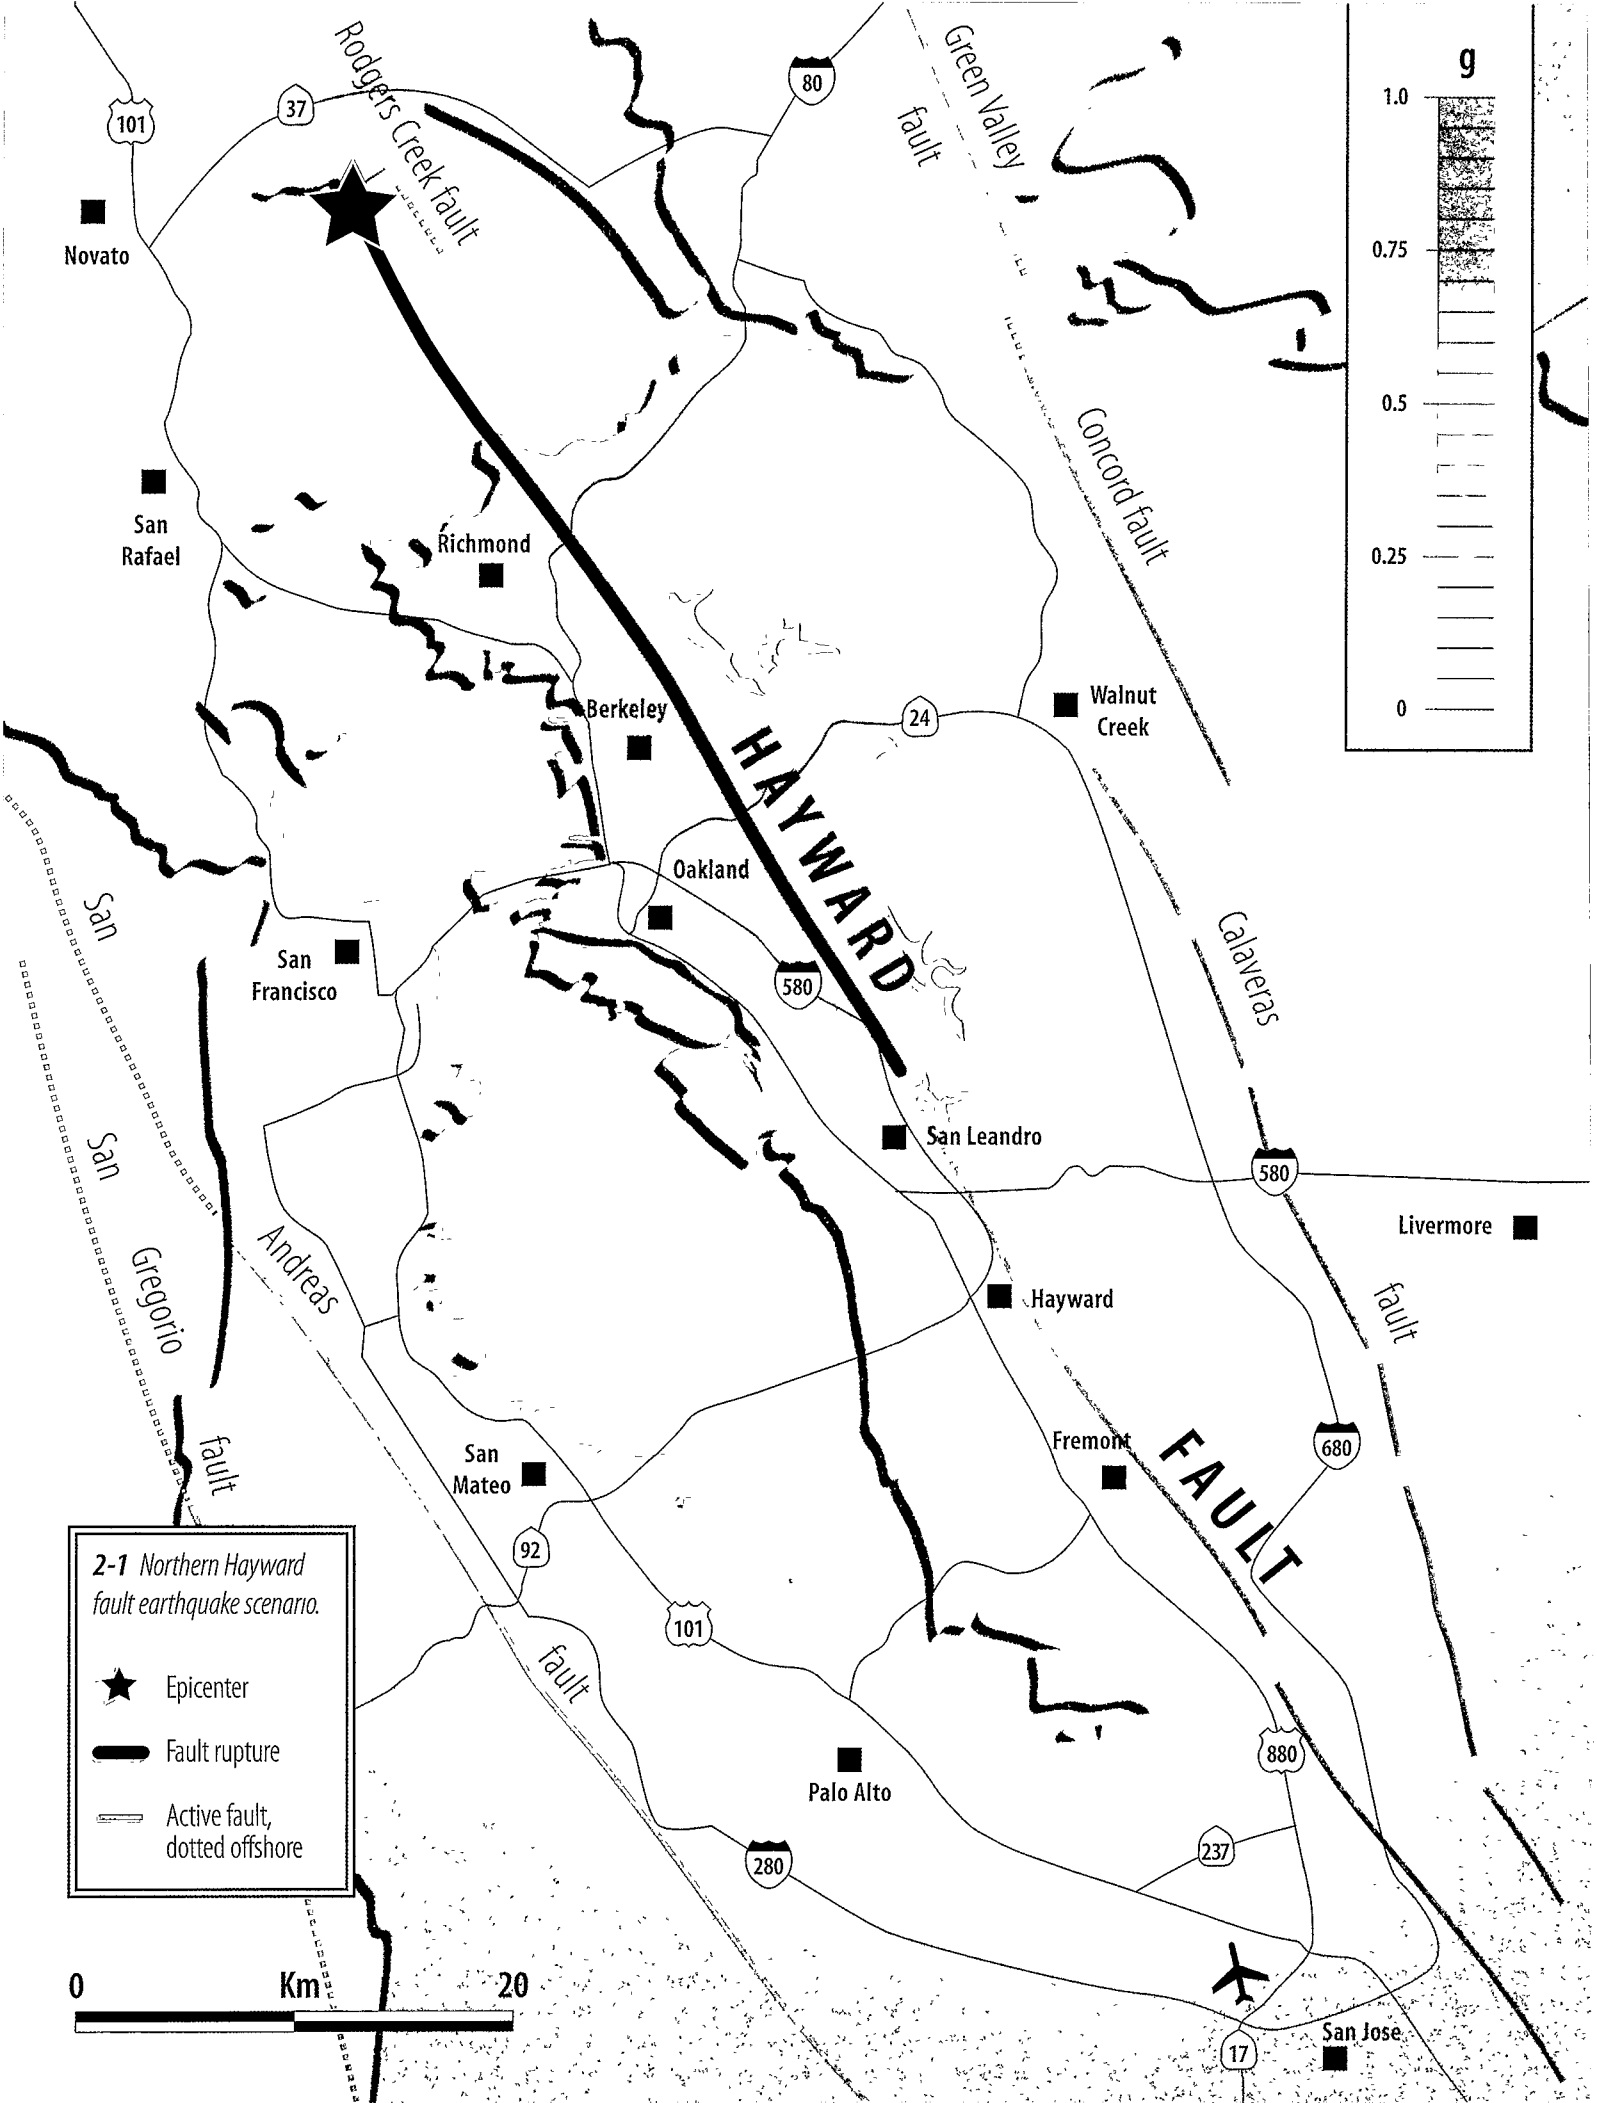 Rodgers Creek fault
Green Valley
fault
g
1.0
0.75
0.5
0.25
0
80
37
101
Novato
Concord fault
San
Rafael
Richmond
Berkeley
24
Walnut
Creek
HAYWARD
Oakland
San
Francisco
580
Calaveras
fault
San
Andreas
fault
San
Gregorio
fault
San Leandro
580
Livermore
Hayward
680
Fremont
FAULT
San
Mateo
92
101
880
Palo Alto
237
280
17
San Jose
2-1 Northern Hayward
fault earthquake scenario.
Epicenter
Fault rupture
Active fault,
dotted offshore
0 Km 20